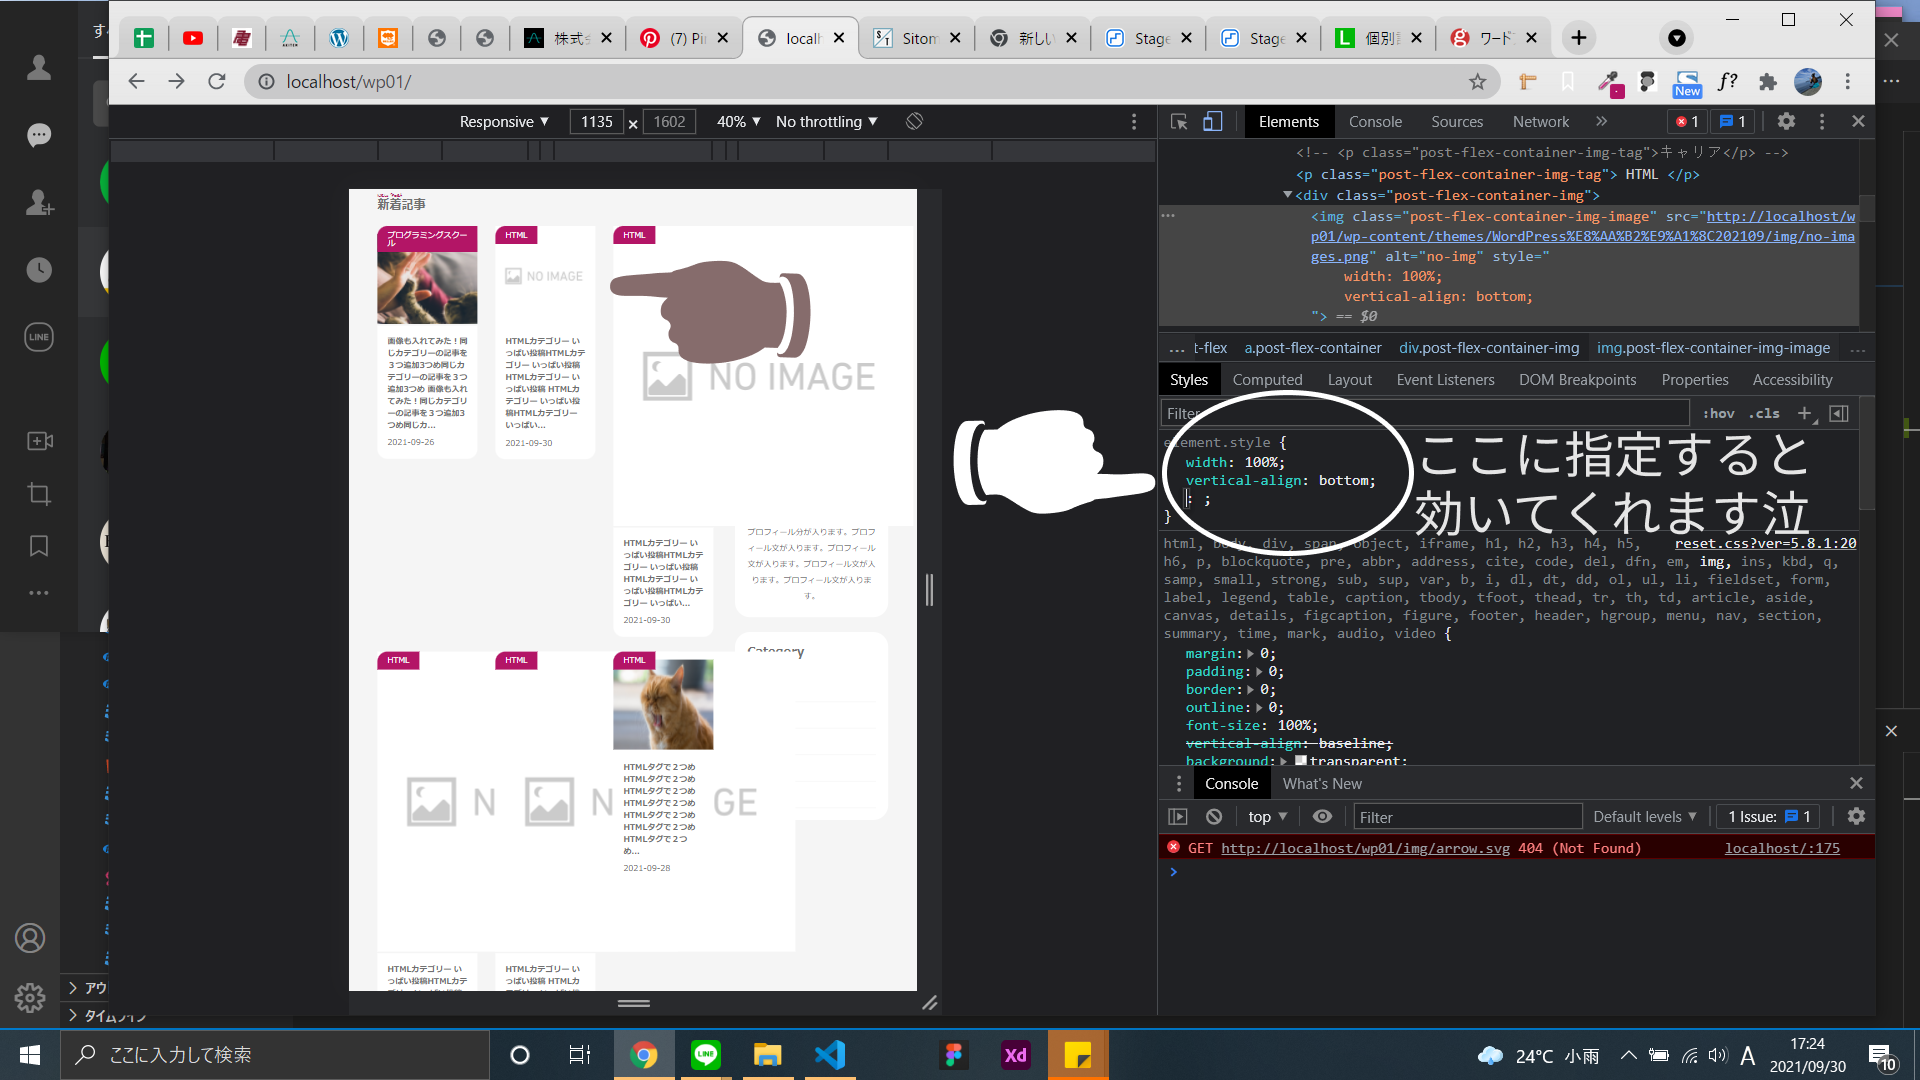 株式
(7) Pi
localh
Sitom
新しい
Stage
Stage
個別
ワード
localhost/wp01/
New
f?
Responsive ▼ 1135 × 1602 40% ▼ No throttling ▼
Elements Console Sources Network » 1 1
<!-- <p class="post-flex-container-img-tag">キャリア</p> -->
<p class="post-flex-container-img-tag"> HTML </p>
▼<div class="post-flex-container-img">
<img class="post-flex-container-img-image" src="http://localhost/w
p01/wp-content/themes/WordPress%E8%AA%B2%E9%A1%8C202109/img/no-ima
ges.png" alt="no-img" style="
width: 100%;
vertical-align: bottom;
"> == $0
… t-flex a.post-flex-container div.post-flex-container-img img.post-flex-container-img-image …
Styles Computed Layout Event Listeners DOM Breakpoints Properties Accessibility
Filter :hov .cls +
element.style {
width: 100%;
vertical-align: bottom;
: ;
}
ここに指定すると
効いてくれます泣
html, body, div, span, object, iframe, h1, h2, h3, h4, h5, reset.css?ver=5.8.1:20
h6, p, blockquote, pre, abbr, address, cite, code, del, dfn, em, img, ins, kbd, q,
samp, small, strong, sub, sup, var, b, i, dl, dt, dd, ol, ul, li, fieldset, form,
label, legend, table, caption, tbody, tfoot, thead, tr, th, td, article, aside,
canvas, details, figcaption, figure, footer, header, hgroup, menu, nav, section,
summary, time, mark, audio, video {
margin: 0;
padding: 0;
border: 0;
outline: 0;
font-size: 100%;
vertical-align: baseline;
background: transparent;
Console What's New
top ▼ Filter Default levels ▼ 1 Issue: 1
GET http://localhost/wp01/img/arrow.svg 404 (Not Found) localhost/:175
新着記事
プログラミングスクー
ル
画像も入れてみた！同
じカテゴリーの記事を
３つ追加3つめ同じカ
テゴリーの記事を３つ
追加3つめ 画像も入れ
てみた！同じカテゴリ
ーの記事を３つ追加3
つめ同じカ...
2021-09-26
HTML
NO IMAGE
HTMLカテゴリー い
っぱい投稿HTMLカテ
ゴリー いっぱい投稿
HTMLカテゴリー いっ
ぱい投稿 HTMLカ
テゴリー いっぱい投
稿HTMLカテゴリー
いっぱい...
2021-09-30
HTML
NO IMAGE
HTMLカテゴリー い
っぱい投稿HTMLカテ
ゴリー いっぱい投稿
HTMLカテゴリー いっ
ぱい投稿HTMLカテゴ
リー いっぱい...
2021-09-30
プロフィール分が入ります。プロフ
ィール文が入ります。プロフィール
文が入ります。プロフィール文が入
ります。プロフィール文が入りま
す。
Category
HTML
N
HTML
N
HTML
GE
HTMLタグで２つめ
HTMLタグで２つめ
HTMLタグで２つめ
HTMLタグで２つめ
HTMLタグで２つめ
HTMLタグで２つめ
HTMLタグで２つ
め...
2021-09-28
HTMLカテゴリー い
っぱい投稿HTMLカテ
HTMLカテゴリー い
っぱい投稿 HTMLカ
LINE
アウ
タイムライン
ここに入力して検索
Xd
24°C 小雨
A
17:24
2021/09/30
10